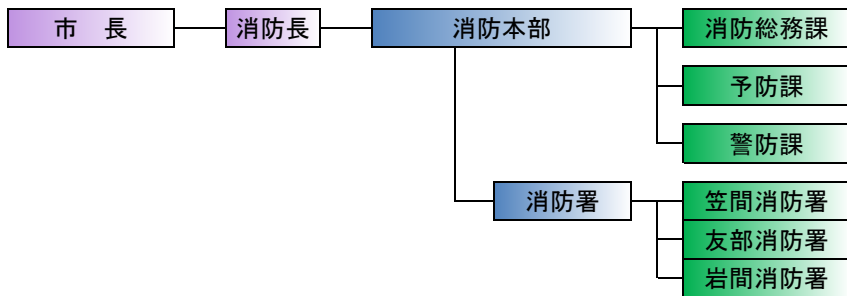 市　長
消防長
消防本部
消防総務課
予防課
警防課
消防署
笠間消防署
友部消防署
岩間消防署